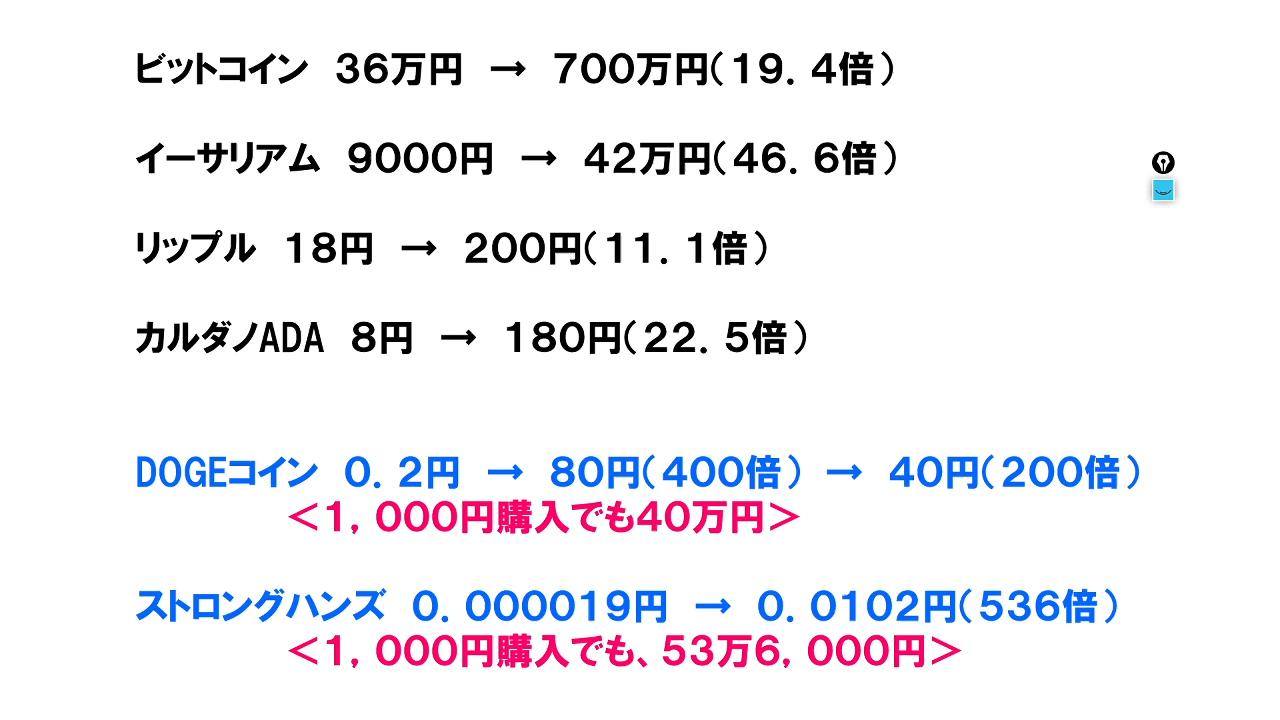 ビットコイン　３６万円　→　７００万円（１９．４倍）
イーサリアム　９０００円　→　４２万円（４６．６倍）
リップル　１８円　→　２００円（１１．１倍）
カルダノADA　８円　→　１８０円（２２．５倍）
DOGEコイン　０．２円　→　８０円（４００倍）　→　４０円（２００倍）
＜１，０００円購入でも４０万円＞
ストロングハンズ　０．００００１９円　→　０．０１０２円（５３６倍）
＜１，０００円購入でも、５３万６，０００円＞